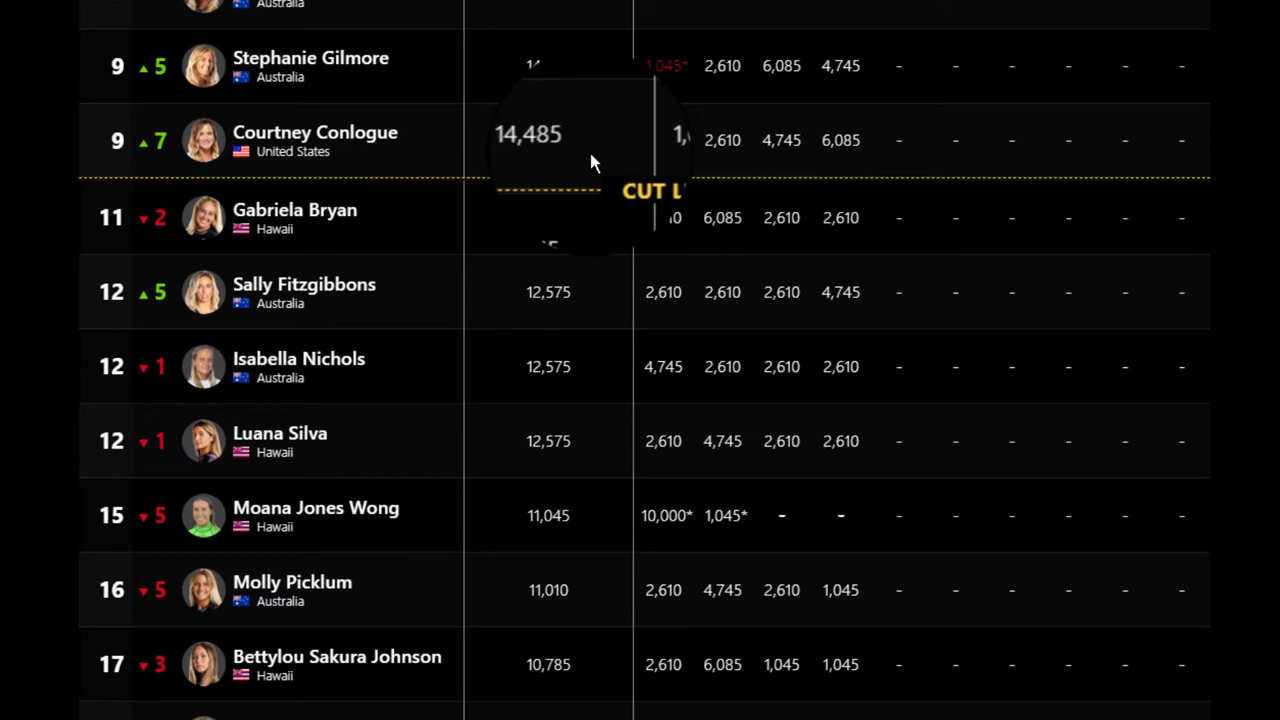 Australia
9 ▲ 5 Stephanie Gilmore 1,045* 2,610 6,085 4,745 - - - - - -
Australia
9 ▲ 7 Courtney Conlogue 14,485 2,610 4,745 6,085 - - - - - -
United States
CUT
11 ▼ 2 Gabriela Bryan 6,085 2,610 2,610 - - - - - -
Hawaii
12 ▲ 5 Sally Fitzgibbons 12,575 2,610 2,610 2,610 4,745 - - - - - -
Australia
12 ▼ 1 Isabella Nichols 12,575 4,745 2,610 2,610 2,610 - - - - - -
Australia
12 ▼ 1 Luana Silva 12,575 2,610 4,745 2,610 2,610 - - - - - -
Hawaii
15 ▼ 5 Moana Jones Wong 11,045 10,000* 1,045* - - - - - - - -
Hawaii
16 ▼ 5 Molly Picklum 11,010 2,610 4,745 2,610 1,045 - - - - - -
Australia
17 ▼ 3 Bettylou Sakura Johnson 10,785 2,610 6,085 1,045 1,045 - - - - - -
Hawaii